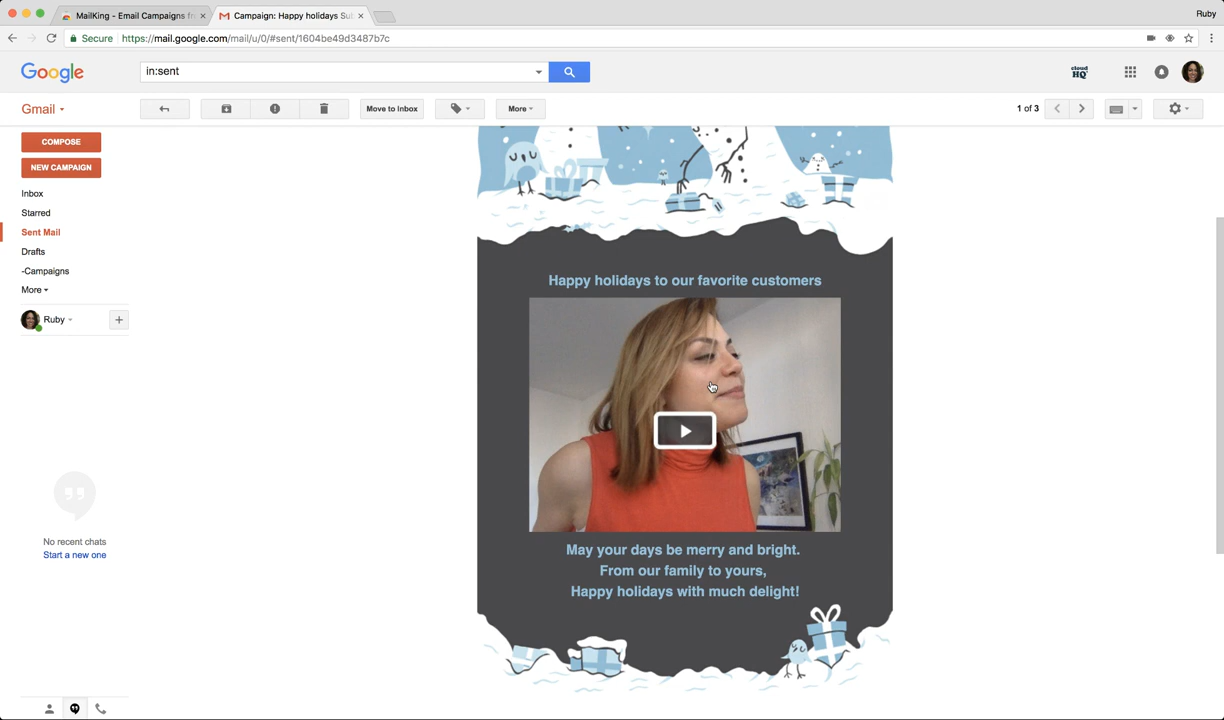 MailKing - Email Campaigns fr
Campaign: Happy holidays Sub
Ruby
Secure
https://mail.google.com/mail/u/0/#sent/1604be49d3487b7c
Google
in:sent
cloud
HQ
Gmail
Move to Inbox
More
1 of 3
COMPOSE
NEW CAMPAIGN
Inbox
Starred
Sent Mail
Drafts
-Campaigns
More
Ruby
Happy holidays to our favorite customers
May your days be merry and bright.
From our family to yours,
Happy holidays with much delight!
No recent chats
Start a new one